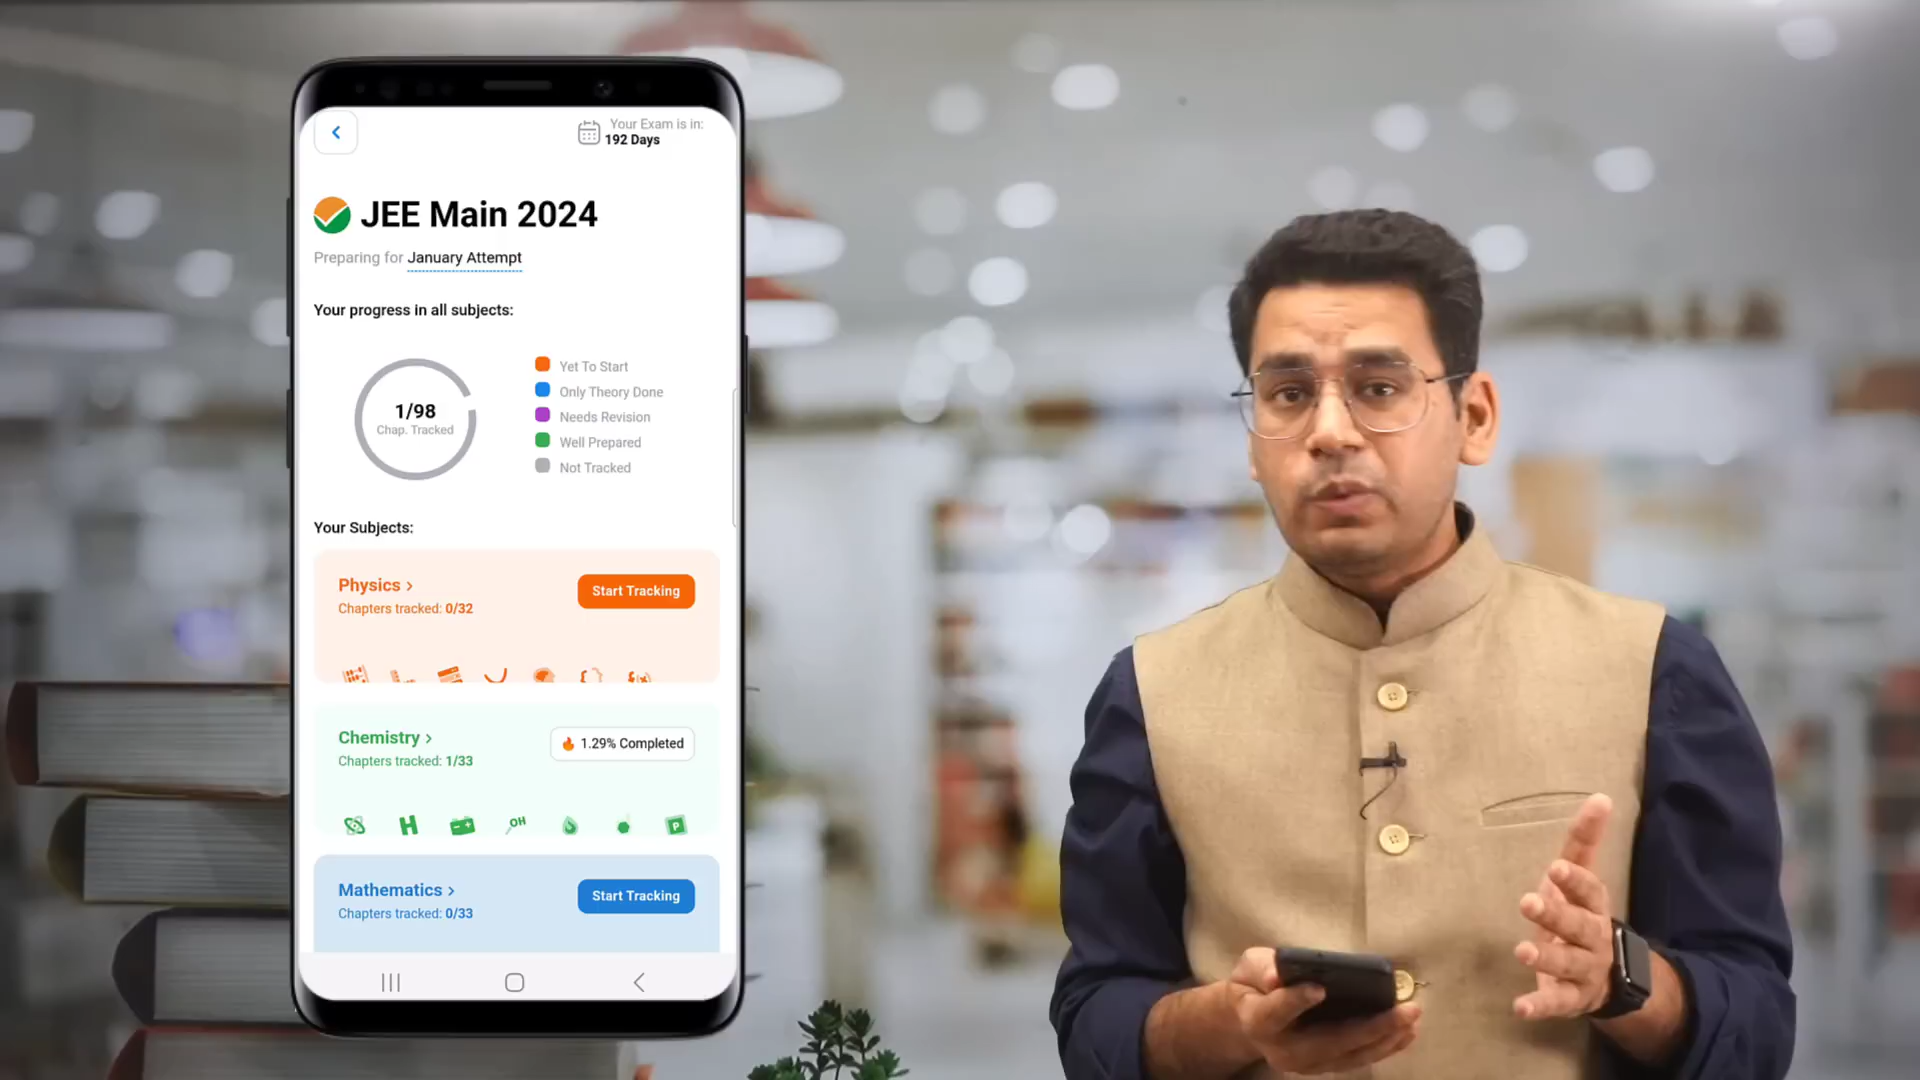 Your Exam is in:
192 Days
JEE Main 2024
Preparing for January Attempt
Your progress in all subjects:
1/98
Chap. Tracked
Yet To Start
Only Theory Done
Needs Revision
Well Prepared
Not Tracked
Your Subjects:
Physics
Start Tracking
Chapters tracked: 0/32
Chemistry
1.29% Completed
Chapters tracked: 1/33
H
OH
P
Mathematics
Start Tracking
Chapters tracked: 0/33